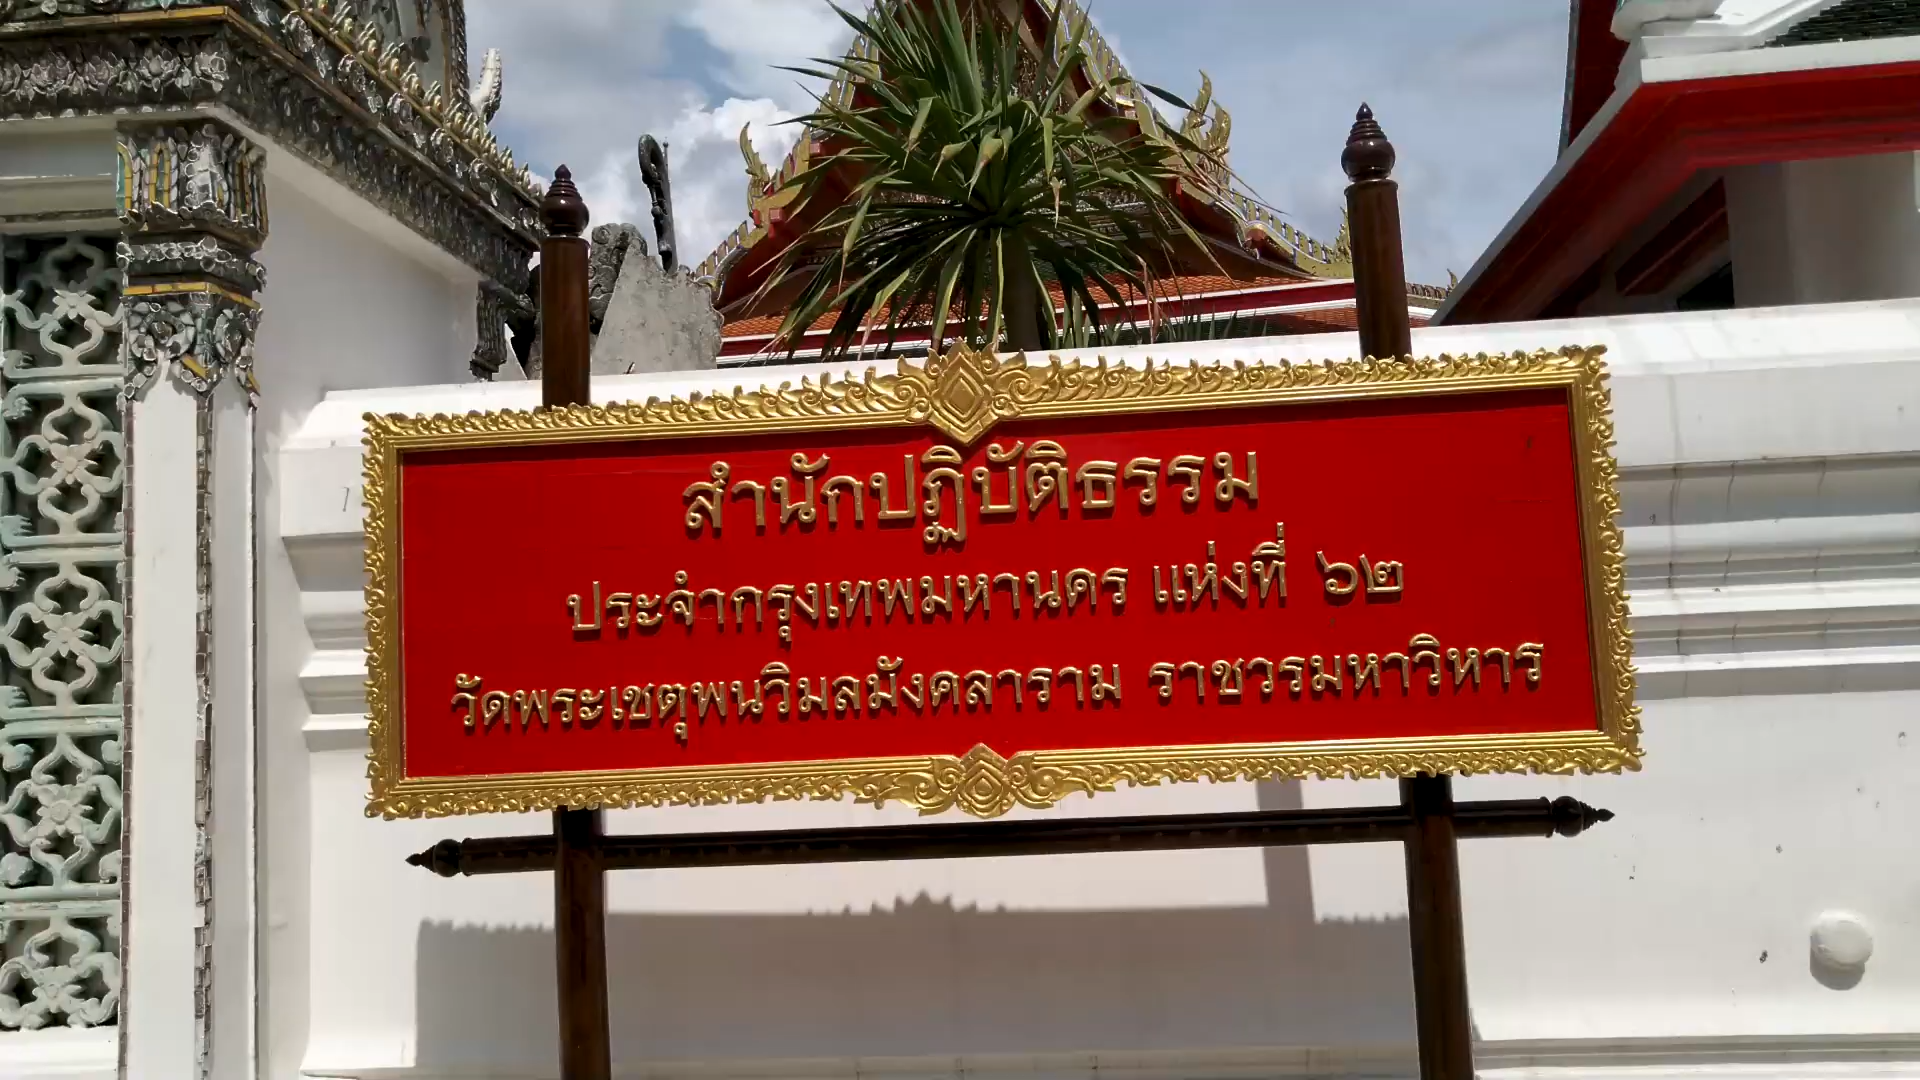 สำนักปฏิบัติธรรม
ประจำกรุงเทพมหานคร แห่งที่ ๖๒
วัดพระเชตุพนวิมลมังคลาราม ราชวรมหาวิหาร